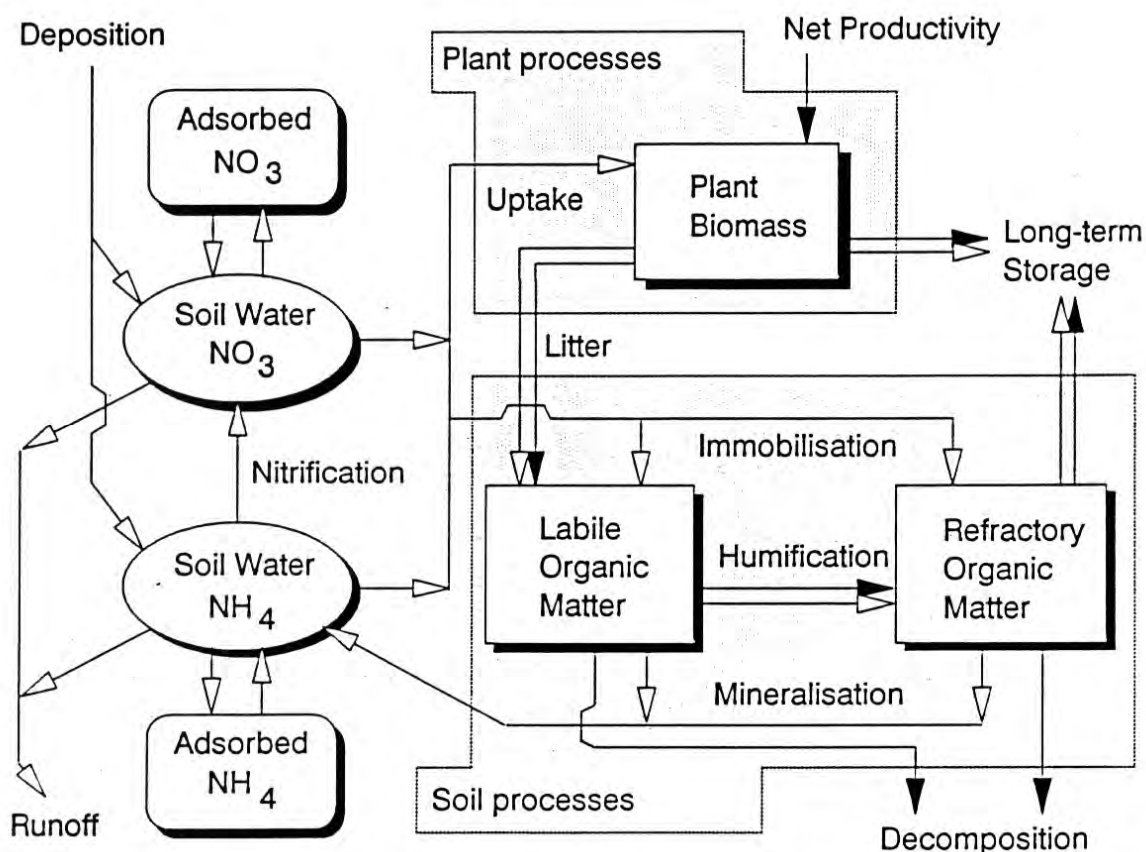 Deposition
Net Productivity
Plant processes
Adsorbed
NO3
Uptake
Plant
Biomass
Long-term
Storage
Soil Water
NO3
Litter
Immobilisation
Nitrification
Labile
Organic
Matter
Humification
Refractory
Organic
Matter
Soil Water
NH4
Mineralisation
Adsorbed
NH4
Soil processes
Runoff
Decomposition